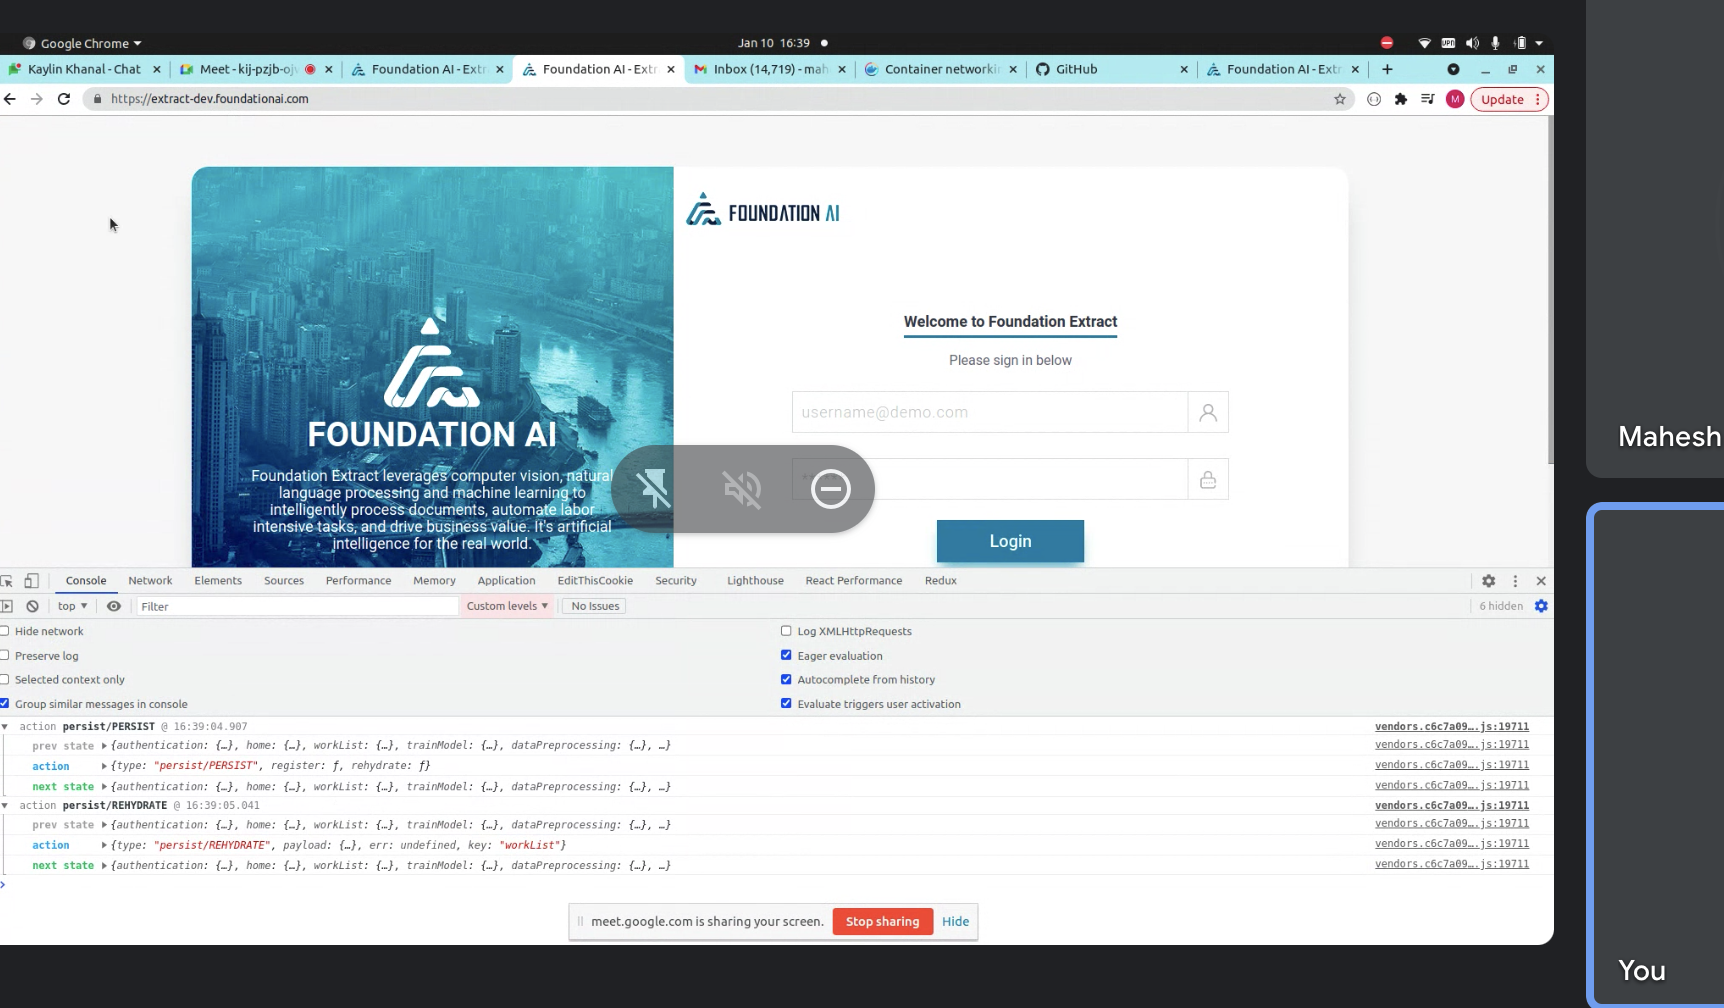 Google Chrome
Jan 10 16:39
Kaylin Khanal - Chat
Meet - kij-pzjb-oj
Foundation AI - Extr
Foundation AI - Extr
Inbox (14,719) - mah
Container networki
GitHub
Foundation AI - Extr
https://extract-dev.foundationai.com
M
Update
FOUNDATION AI
Welcome to Foundation Extract
Please sign in below
username@demo.com
Login
FOUNDATION AI
Foundation Extract leverages computer vision, natural
language processing and machine learning to
intelligently process documents, automate labor
intensive tasks, and drive business value. It's artificial
intelligence for the real world.
Console Network Elements Sources Performance Memory Application EditThisCookie Security Lighthouse React Performance Redux
top Filter Custom levels No Issues 6 hidden
Hide network
Log XMLHttpRequests
Preserve log
Eager evaluation
Selected context only
Autocomplete from history
Group similar messages in console
Evaluate triggers user activation
action persist/PERSIST @ 16:39:04.907 vendors.c6c7a09….js:19711
prev state {authentication: {…}, home: {…}, workList: {…}, trainModel: {…}, dataPreprocessing: {…}, …} vendors.c6c7a09….js:19711
action {type: "persist/PERSIST", register: ƒ, rehydrate: ƒ} vendors.c6c7a09….js:19711
next state {authentication: {…}, home: {…}, workList: {…}, trainModel: {…}, dataPreprocessing: {…}, …} vendors.c6c7a09….js:19711
action persist/REHYDRATE @ 16:39:05.041 vendors.c6c7a09….js:19711
prev state {authentication: {…}, home: {…}, workList: {…}, trainModel: {…}, dataPreprocessing: {…}, …} vendors.c6c7a09….js:19711
action {type: "persist/REHYDRATE", payload: {…}, err: undefined, key: "workList"} vendors.c6c7a09….js:19711
next state {authentication: {…}, home: {…}, workList: {…}, trainModel: {…}, dataPreprocessing: {…}, …} vendors.c6c7a09….js:19711
meet.google.com is sharing your screen. Stop sharing Hide
Mahesh
You